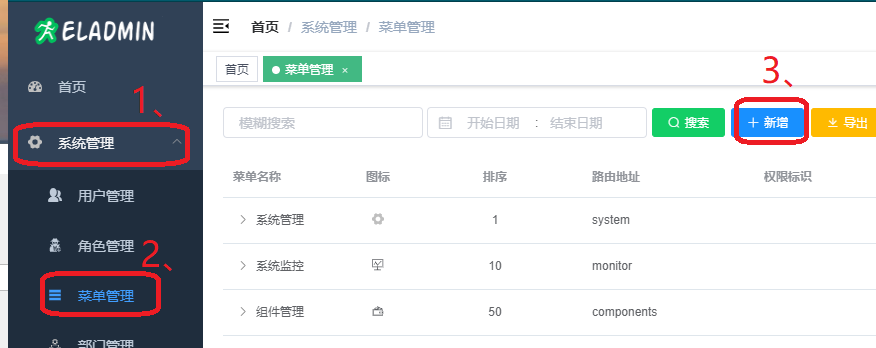 ELADMIN
首页 / 系统管理 / 菜单管理
首页
菜单管理 ×
首页
1、
系统管理
用户管理
角色管理
2、
菜单管理
部门管理
3、
模糊搜索
开始日期 : 结束日期
搜索
+ 新增
导出
菜单名称 图标 排序 路由地址 权限标识
系统管理 1 system
系统监控 10 monitor
组件管理 50 components